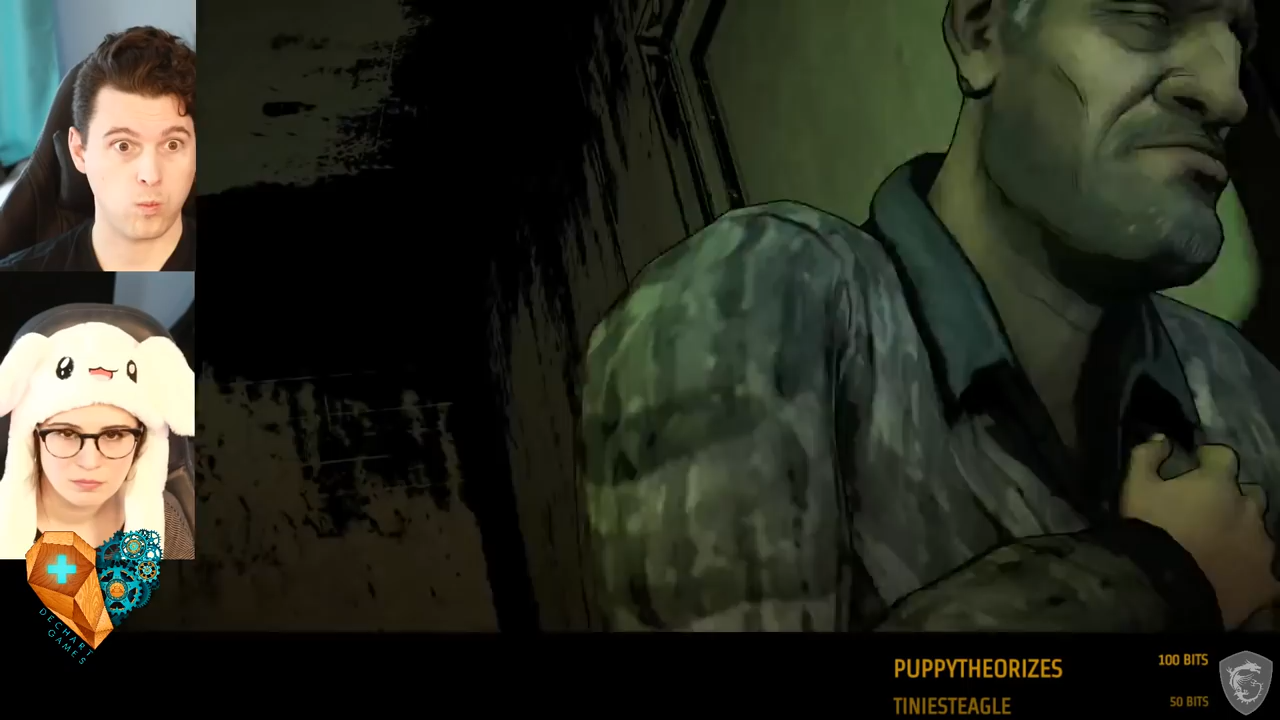 DECHART
GAMES
PUPPYTHEORIZES 100 BITS
TINIESTEAGLE 50 BITS